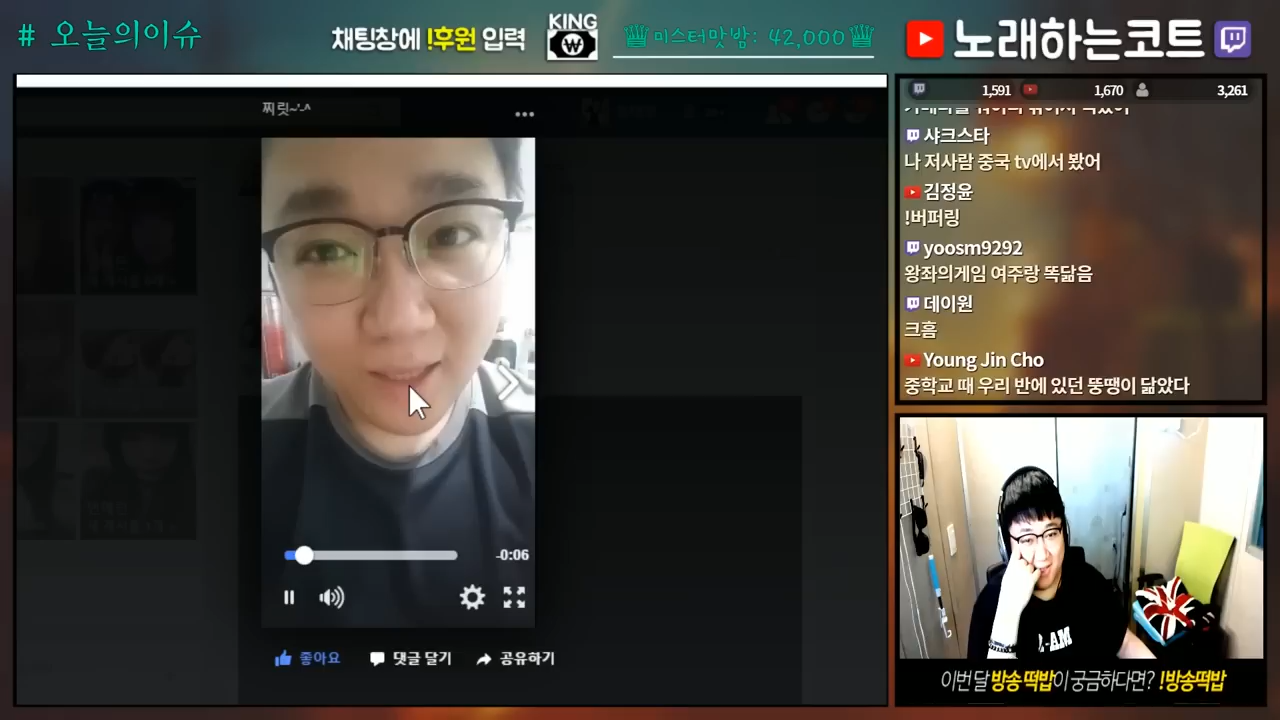 # 오늘의이슈
채팅창에 !후원 입력
KING
₩
미스터맛밤: 42,000
노래하는코트
찌릿~'-^
1,591
1,670
3,261
샤크스타
나 저사람 중국 tv에서 봤어
김정윤
!버퍼링
yoosm9292
왕좌의게임 여주랑 똑닮음
데이원
크흠
Young Jin Cho
중학교 때 우리 반에 있던 뚱땡이 닮았다
-0:06
좋아요
댓글 달기
공유하기
이번 달 방송 떡밥이 궁금하다면? !방송떡밥